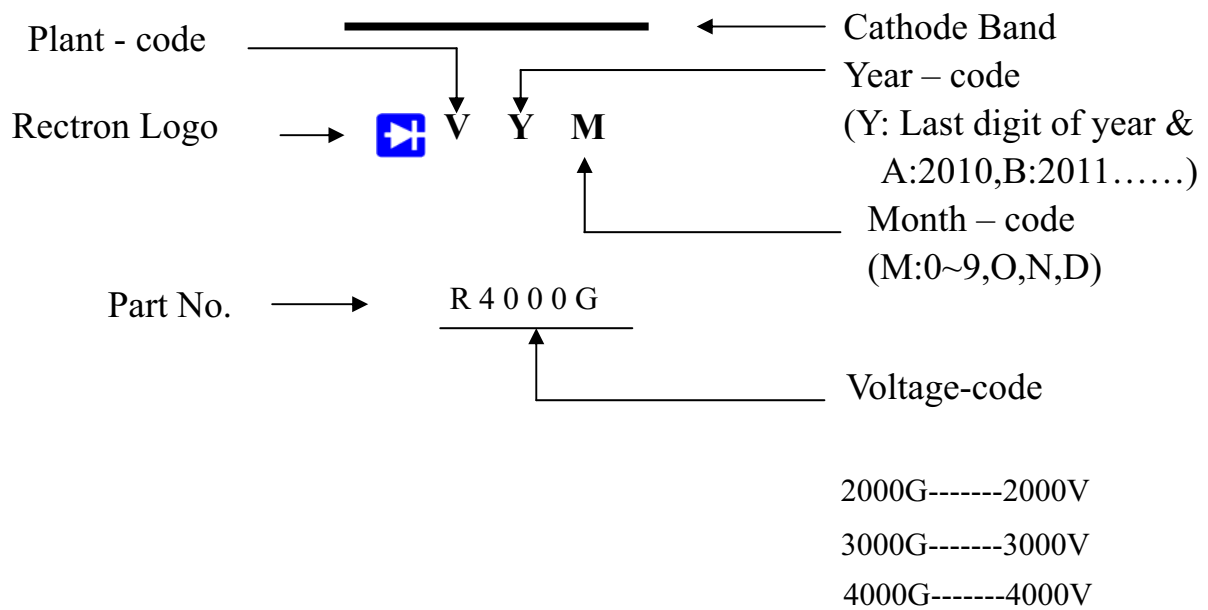 Plant - code
Cathode Band
Year – code
Rectron Logo
V Y M
(Y: Last digit of year &
A:2010,B:2011……)
Month – code
(M:0~9,O,N,D)
Part No.
R 4 0 0 0 G
Voltage-code
2000G-------2000V
3000G-------3000V
4000G-------4000V